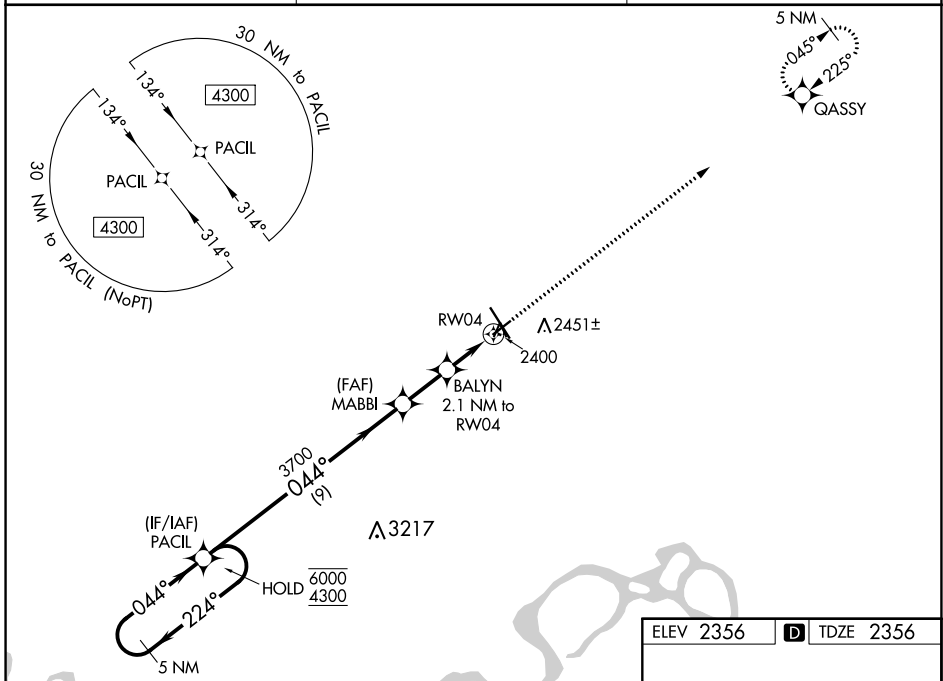 5 NM
045°
225°
QASSY
30 NM to PACIL
134°
4300
PACIL
314°
134°
PACIL
4300
314°
30 NM to PACIL (NoPT)
RW04
2451±
2400
(FAF)
MABBI
BALYN
2.1 NM to
RW04
3700
044°
(9)
(IF/IAF)
PACIL
3217
HOLD 6000
4300
044°
224°
5 NM
ELEV 2356 D TDZE 2356